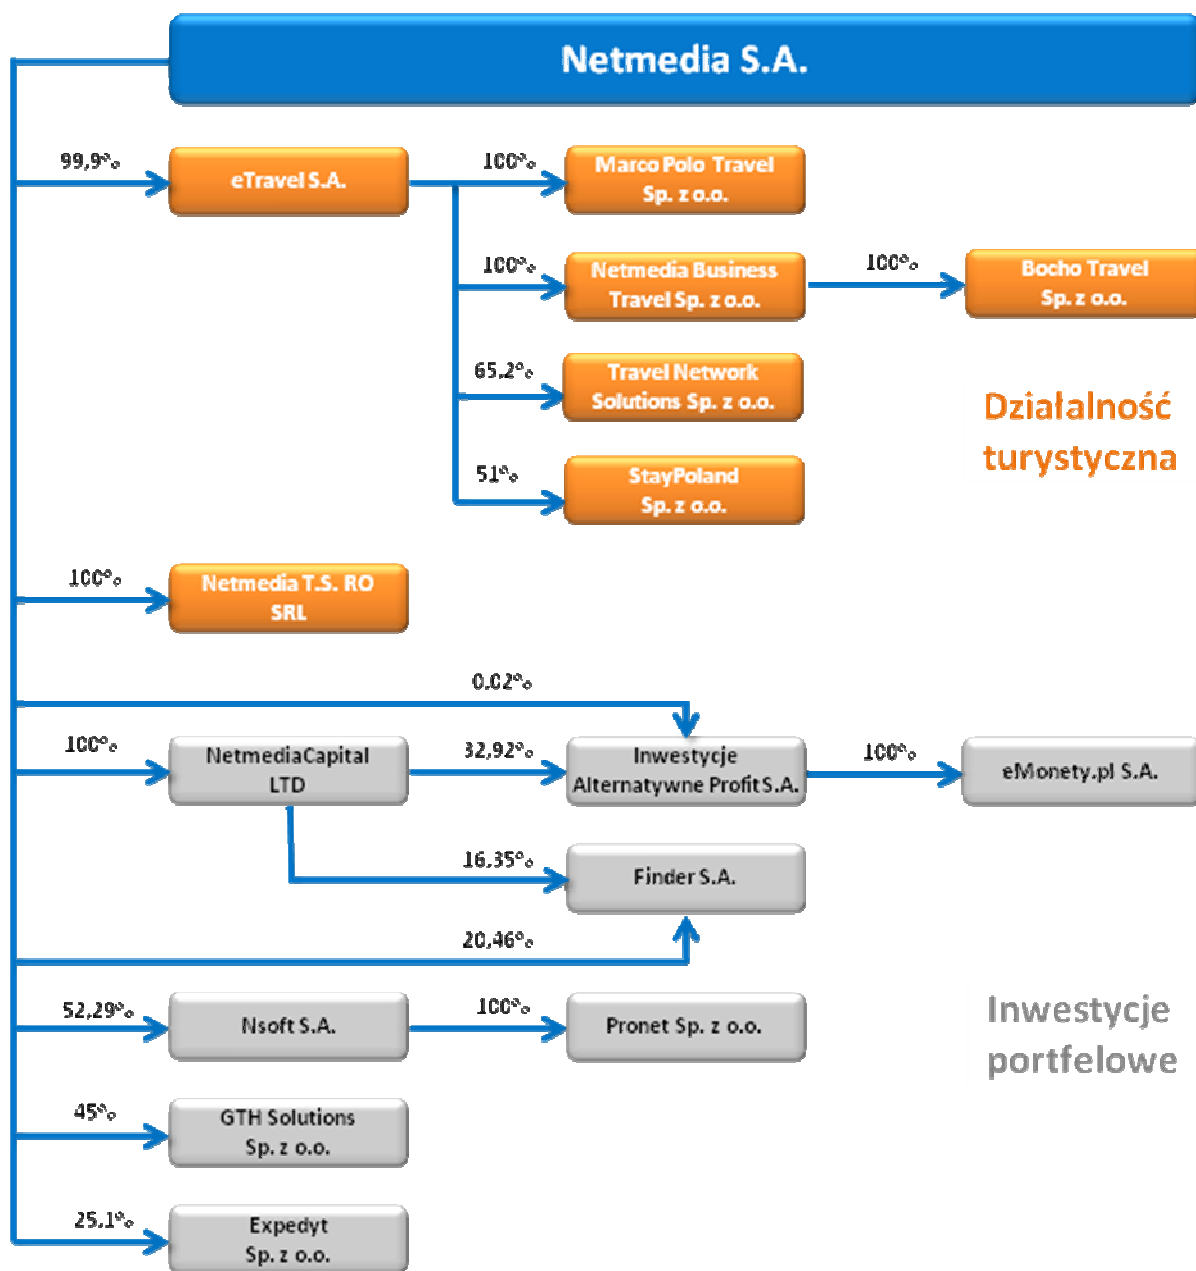 Netmedia S.A.
99,9%
eTravel S.A.
100%
Marco Polo Travel
Sp. z o.o.
100%
Netmedia Business
Travel Sp. z o.o.
100%
Bocho Travel
Sp. z o.o.
65,2%
Travel Network
Solutions Sp. z o.o.
Działalność
turystyczna
51%
StayPoland
Sp. z o.o.
100%
Netmedia T.S. RO
SRL
0,02%
100%
NetmediaCapital
LTD
32,92%
Inwestycje
Alternatywne Profit S.A.
100%
eMonety.pl S.A.
16,35%
Finder S.A.
20,46%
52,29%
Nsoft S.A.
100%
Pronet Sp. z o.o.
Inwestycje
portfelowe
45%
GTH Solutions
Sp. z o.o.
25,1%
Expedyt
Sp. z o.o.